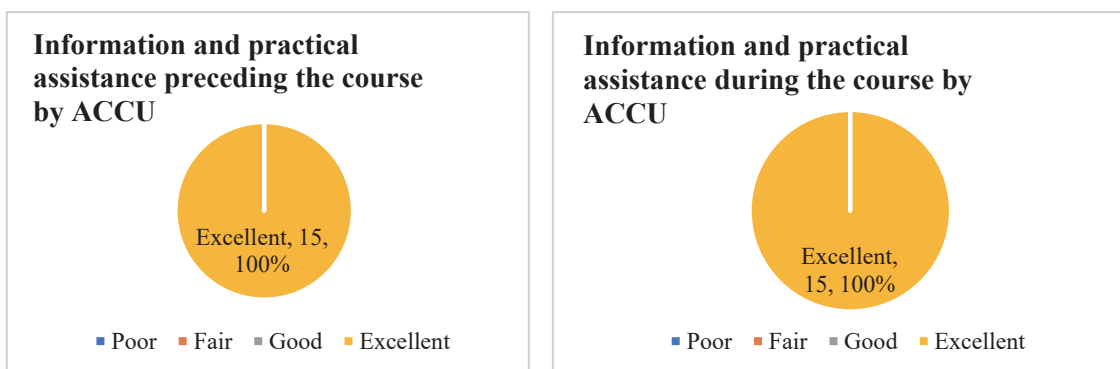 Information and practical
assistance preceding the course
by ACCU
Excellent, 15,
100%
Poor Fair Good Excellent
Information and practical
assistance during the course by
ACCU
Excellent,
15, 100%
Poor Fair Good Excellent